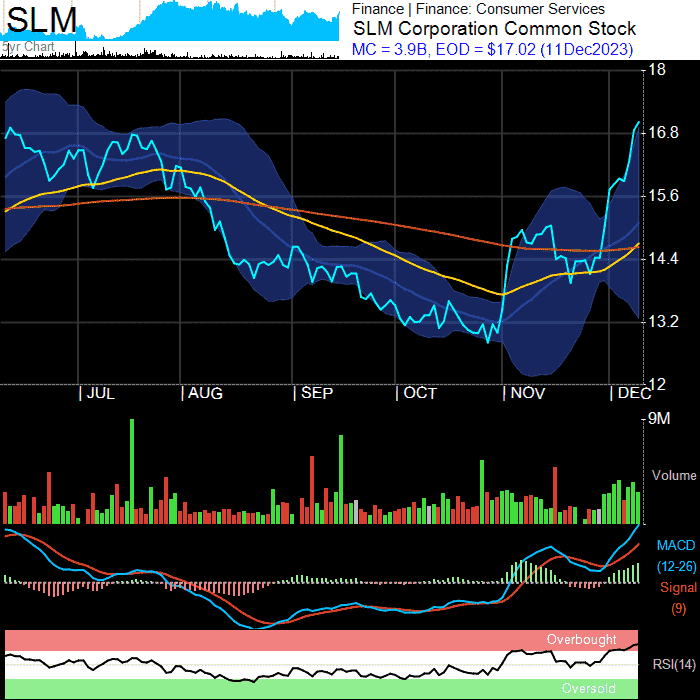 SLM
5yr Chart
Finance | Finance: Consumer Services
SLM Corporation Common Stock
MC = 3.9B, EOD = $17.02 (11Dec2023)
18
16.8
15.6
14.4
13.2
12
JUL
AUG
SEP
OCT
NOV
DEC
9M
Volume
MACD
(12-26)
Signal
(9)
Overbought
RSI(14)
Oversold